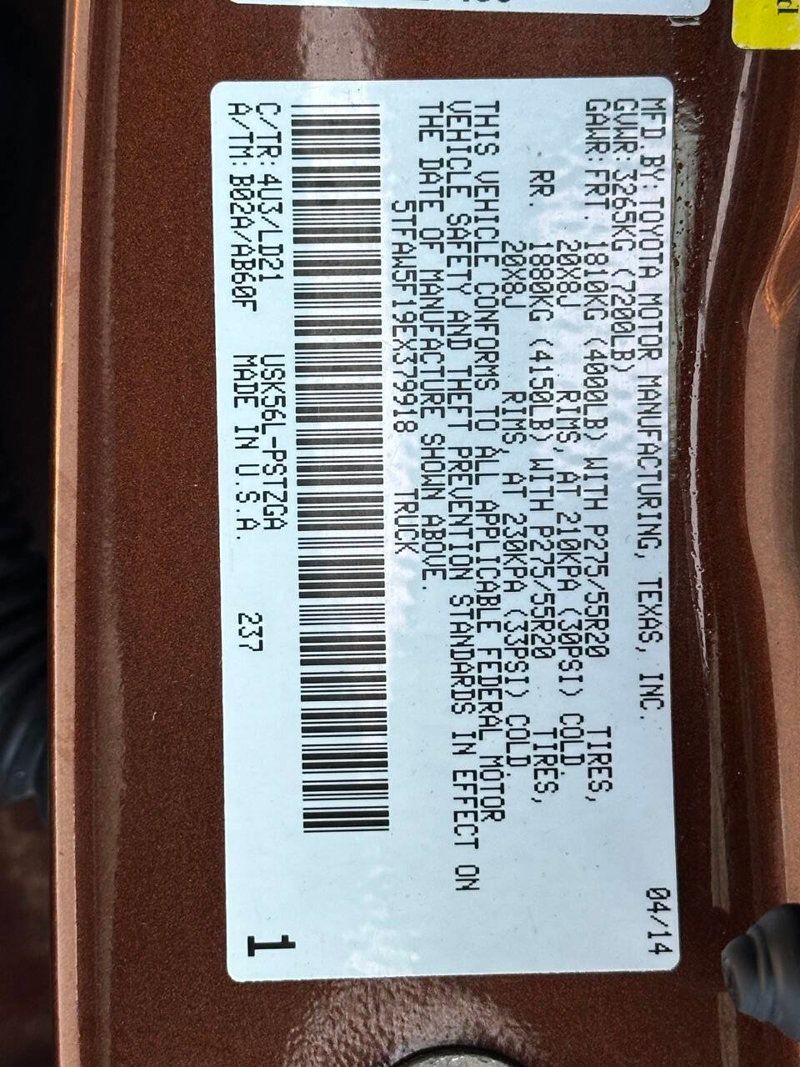 MFD.BY:TOYOTA MOTOR MANUFACTURING, TEXAS, INC. 04/14
GVWR: 3265KG (7200LB)
GAWR: FRT. 1810KG (4000LB) WITH P275/55R20 TIRES,
20X8J RIMS, AT 210KPA (30PSI) COLD
RR. 1880KG (4150LB) WITH P275/55R20 TIRES,
20X8J RIMS, AT 230KPA (33PSI) COLD
THIS VEHICLE CONFORMS TO ALL APPLICABLE FEDERAL MOTOR
VEHICLE SAFETY AND THEFT PREVENTION STANDARDS IN EFFECT ON
THE DATE OF MANUFACTURE SHOWN ABOVE.
5TFAW5F19EX379918 TRUCK
C/TR: 4U3/LD21 USK56L-PSTZGA
A/TM: B02A/AB60F MADE IN U.S.A. 237 1